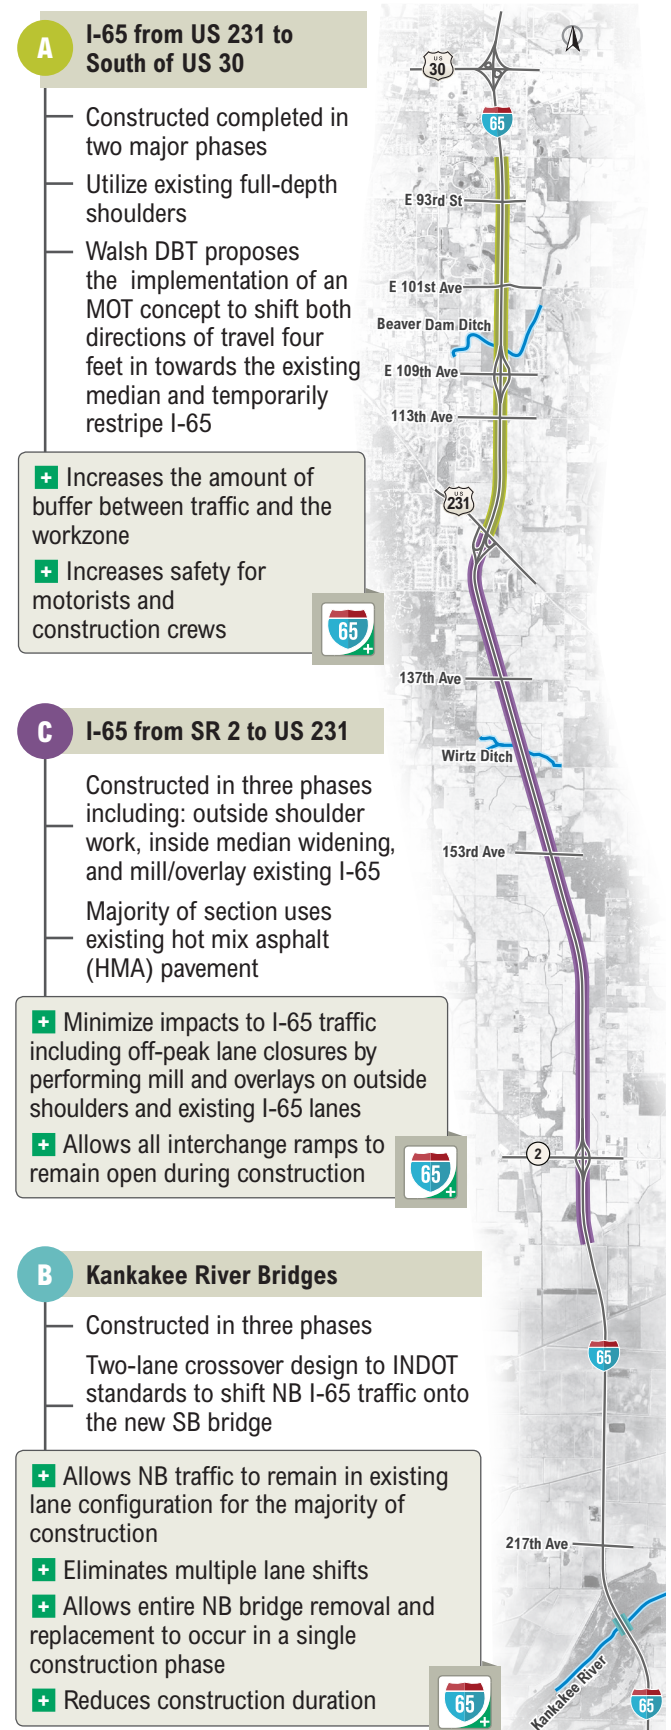 A
I-65 from US 231 to
South of US 30
Constructed completed in
two major phases
Utilize existing full-depth
shoulders
Walsh DBT proposes
the implementation of an
MOT concept to shift both
directions of travel four
feet in towards the existing
median and temporarily
restripe I-65
+ Increases the amount of
buffer between traffic and the
workzone
+ Increases safety for
motorists and
construction crews
65
+
C
I-65 from SR 2 to US 231
Constructed in three phases
including: outside shoulder
work, inside median widening,
and mill/overlay existing I-65
Majority of section uses
existing hot mix asphalt
(HMA) pavement
+ Minimize impacts to I-65 traffic
including off-peak lane closures by
performing mill and overlays on outside
shoulders and existing I-65 lanes
+ Allows all interchange ramps to
remain open during construction
65
+
B
Kankakee River Bridges
Constructed in three phases
Two-lane crossover design to INDOT
standards to shift NB I-65 traffic onto
the new SB bridge
+ Allows NB traffic to remain in existing
lane configuration for the majority of
construction
+ Eliminates multiple lane shifts
+ Allows entire NB bridge removal and
replacement to occur in a single
construction phase
+ Reduces construction duration
65
+
US
30
65
E 93rd St
E 101st Ave
Beaver Dam Ditch
E 109th Ave
113th Ave
US
231
137th Ave
Wirtz Ditch
153rd Ave
2
65
217th Ave
Kankakee River
65